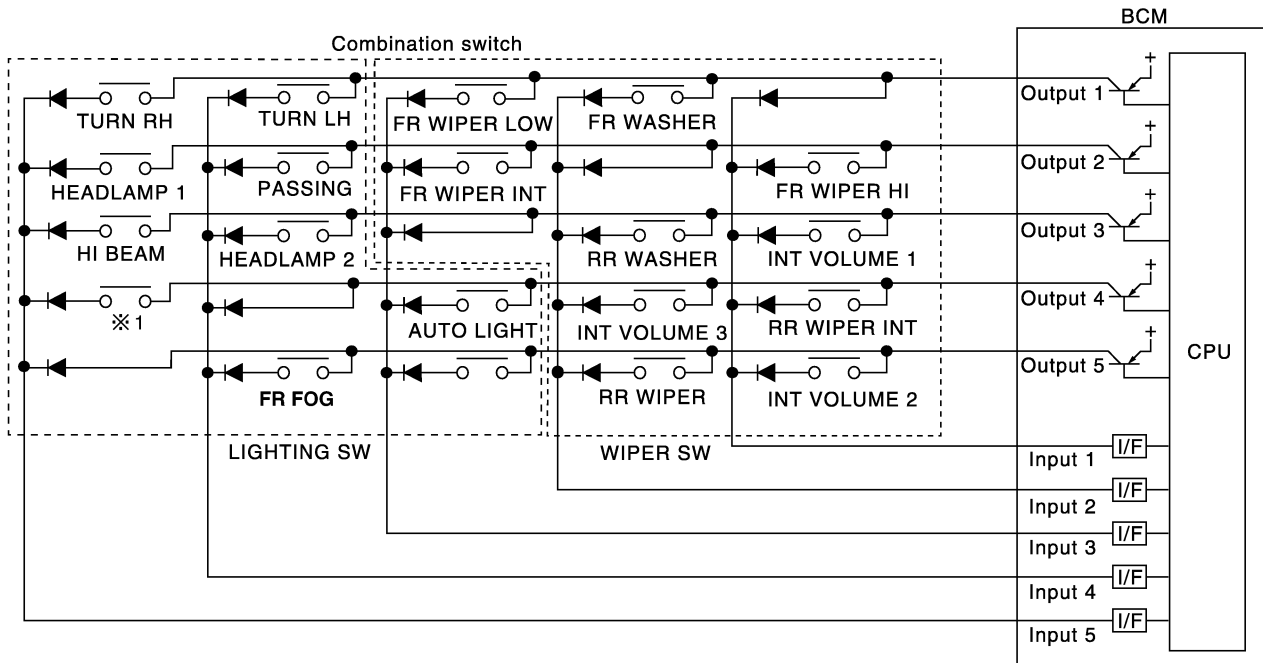 BCM
Combination switch
+
TURN RH
TURN LH
FR WIPER LOW
FR WASHER
Output 1
+
HEADLAMP 1
PASSING
FR WIPER INT
FR WIPER HI
Output 2
+
HI BEAM
HEADLAMP 2
RR WASHER
INT VOLUME 1
Output 3
+
※1
AUTO LIGHT
INT VOLUME 3
RR WIPER INT
Output 4
+
CPU
FR FOG
RR WIPER
INT VOLUME 2
Output 5
LIGHTING SW
WIPER SW
Input 1
I/F
Input 2
I/F
Input 3
I/F
Input 4
I/F
Input 5
I/F